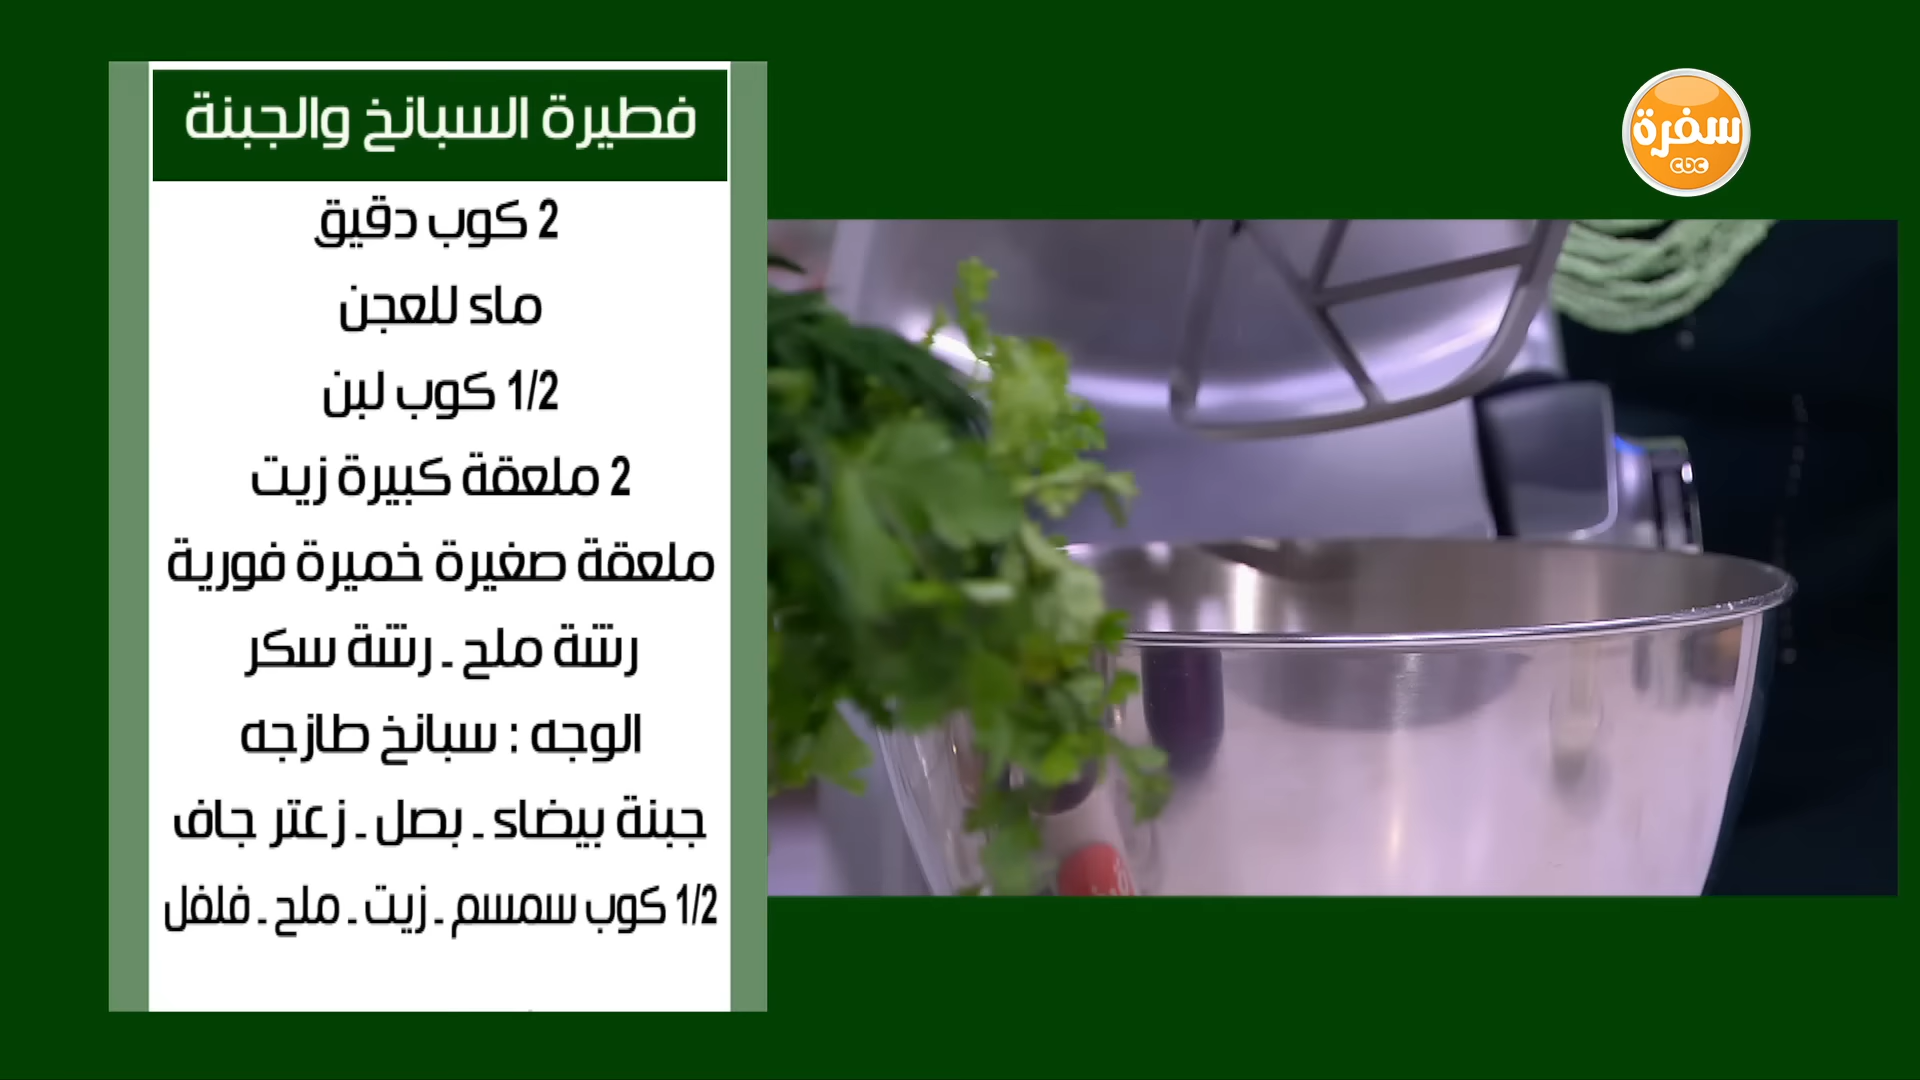 فطيرة السبانخ والجبنة
2 كوب دقيق
ماء للعجن
1/2 كوب لبن
2 ملعقة كبيرة زيت
ملعقة صغيرة خميرة فورية
رشة ملح ـ رشة سكر
الوجه : سبانخ طازجه
جبنة بيضاء ـ بصل ـ زعتر جاف
1/2 كوب سمسم ـ زيت ـ ملح ـ فلفل
سفرة
cbc